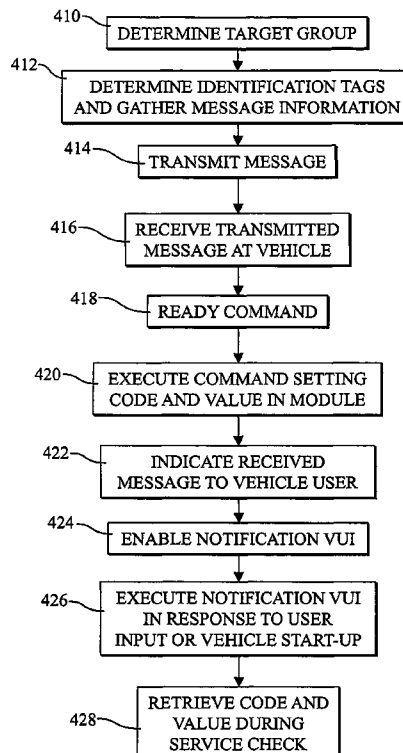 410
DETERMINE TARGET GROUP
412
DETERMINE IDENTIFICATION TAGS
AND GATHER MESSAGE INFORMATION
414
TRANSMIT MESSAGE
416
RECEIVE TRANSMITTED
MESSAGE AT VEHICLE
418
READY COMMAND
420
EXECUTE COMMAND SETTING
CODE AND VALUE IN MODULE
422
INDICATE RECEIVED
MESSAGE TO VEHICLE USER
424
ENABLE NOTIFICATION VUI
426
EXECUTE NOTIFICATION VUI
IN RESPONSE TO USER
INPUT OR VEHICLE START-UP
428
RETRIEVE CODE AND
VALUE DURING
SERVICE CHECK